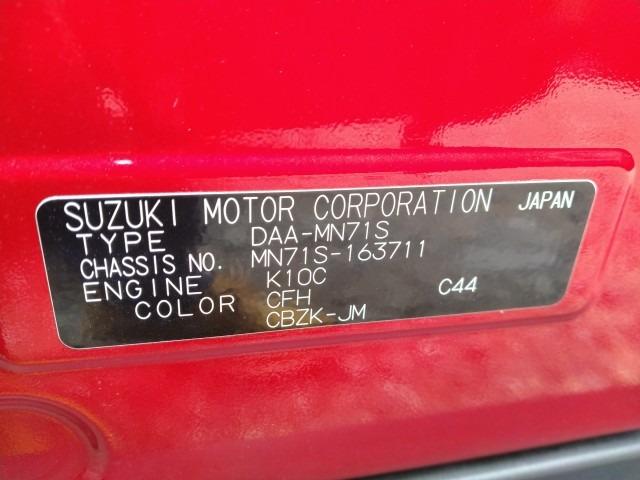 SUZUKI MOTOR CORPORATION JAPAN
TYPE DAA-MN71S
CHASSIS NO. MN71S-163711
ENGINE K10C C44
COLOR CFH
CBZK-JM